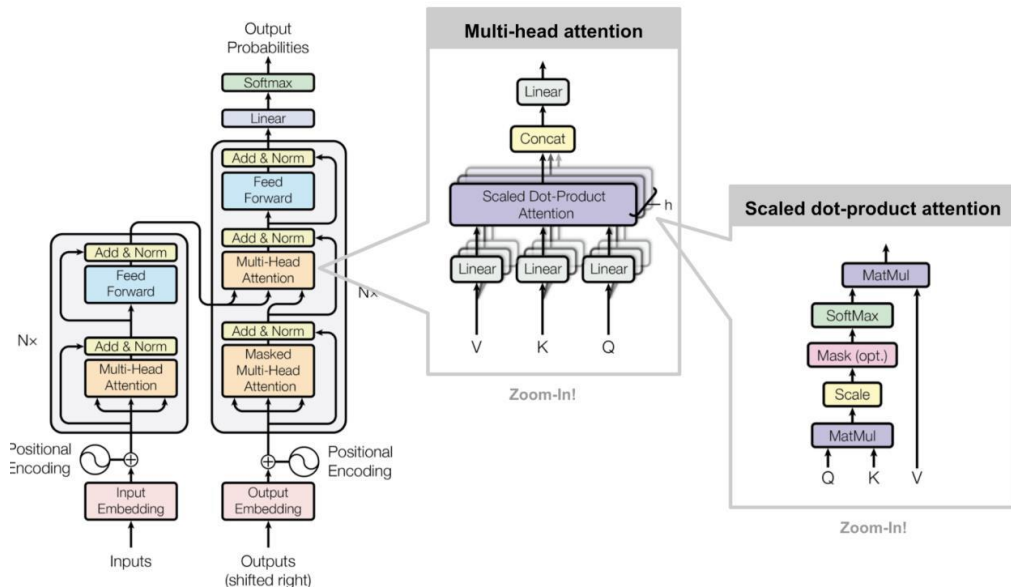 Output
Probabilities
Softmax
Linear
Add & Norm
Feed
Forward
Add & Norm
Multi-Head
Attention
Nx
Add & Norm
Masked
Multi-Head
Attention
Positional
Encoding
Output
Embedding
Outputs
(shifted right)
Add & Norm
Feed
Forward
Nx
Add & Norm
Multi-Head
Attention
Positional
Encoding
Input
Embedding
Inputs
Multi-head attention
Linear
Concat
Scaled Dot-Product
Attention
h
Linear
Linear
Linear
V
K
Q
Zoom-In!
Scaled dot-product attention
MatMul
SoftMax
Mask (opt.)
Scale
MatMul
Q
K
V
Zoom-In!